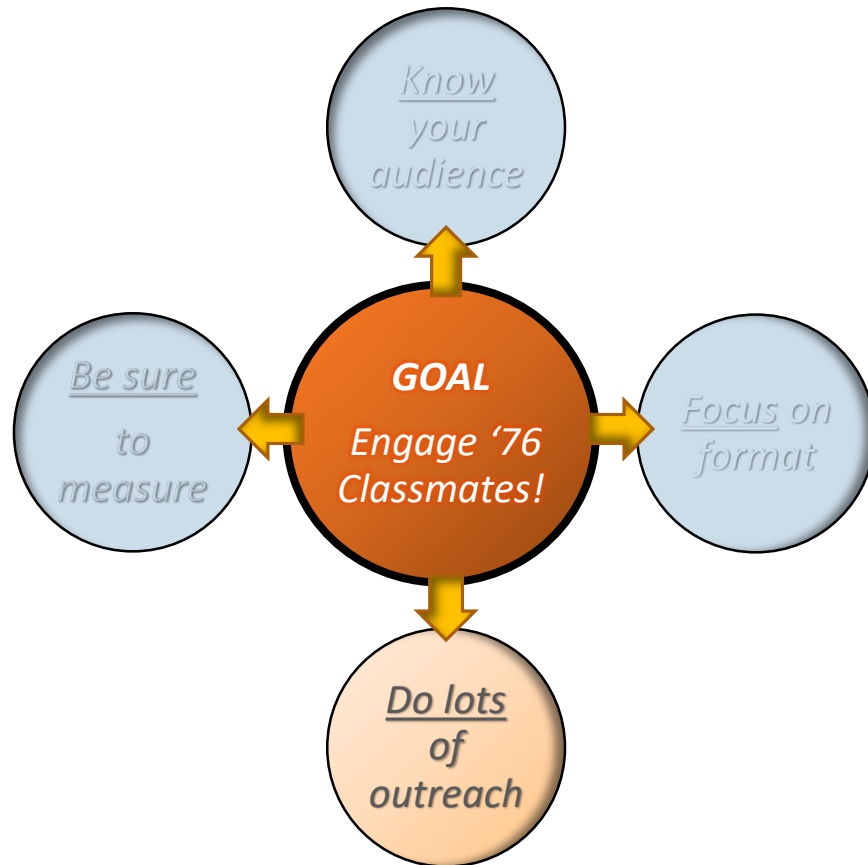 Know
your
audience
GOAL
Engage ‘76
Classmates!
Be sure
to
measure
Focus on
format
Do lots
of
outreach